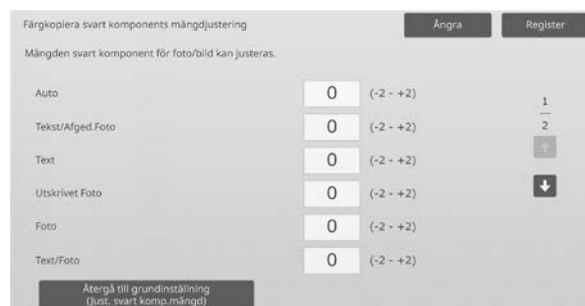 Färgkopiera svart komponents mängdjustering
Ångra
Register
Mängden svart komponent för foto/bild kan justeras.
Auto
0
(-2 - +2)
Tekst/Afged.Foto
0
(-2 - +2)
Text
0
(-2 - +2)
Utskrivet Foto
0
(-2 - +2)
Foto
0
(-2 - +2)
Text/Foto
0
(-2 - +2)
1
2
Återgå till grundinställning
(Just. svart komp.mängd)